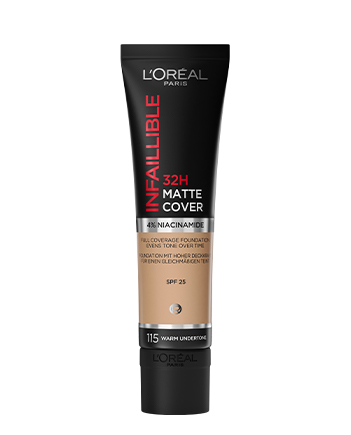 L'ORÉAL
PARIS
INFAILLIBLE
32H
MATTE
COVER
4% NIACINAMIDE
FULL COVERAGE FOUNDATION
EVENS TONE OVER TIME
FOUNDATION MIT HOHER DECKKRAFT
FÜR EINEN GLEICHMÄßIGEN TEINT
SPF 25
115 WARM UNDERTONE
L'ORÉAL
PARIS